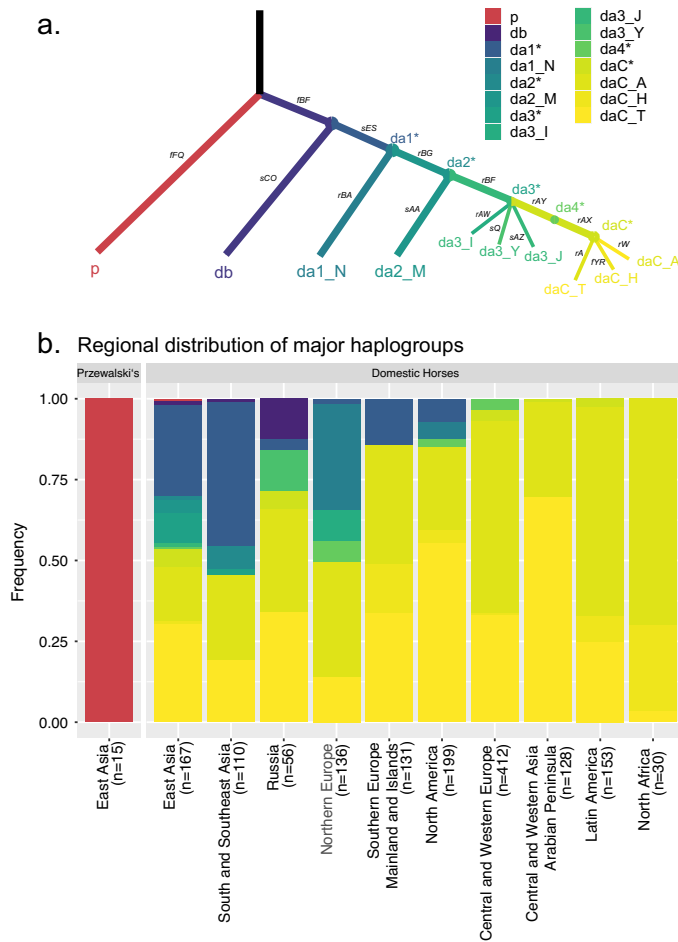 a.
p
db
da1*
da1_N
da2*
da2_M
da3*
da3_I
da3_J
da3_Y
da4*
daC*
daC_A
daC_H
daC_T
fBF
sES
da1*
fFQ
sCO
rBG
da2*
rBA
rBF
sAA
da3*
rAY
da4*
rAW
sQ
sAZ
rAX
daC*
da3_I
da3_Y
da3_J
rA
fYR
rW
p
db
da1_N
da2_M
daC_T
daC_H
daC_A
b. Regional distribution of major haplogroups
Przewalski's
Domestic Horses
1.00
0.75
0.50
0.25
0.00
Frequency
East Asia
(n=15)
East Asia
(n=167)
South and Southeast Asia
(n=110)
Russia
(n=56)
Northern Europe
(n=136)
Southern Europe
Mainland and Islands
(n=131)
North America
(n=199)
Central and Western Europe
(n=412)
Central and Western Asia
Arabian Peninsula
(n=128)
Latin America
(n=153)
North Africa
(n=30)